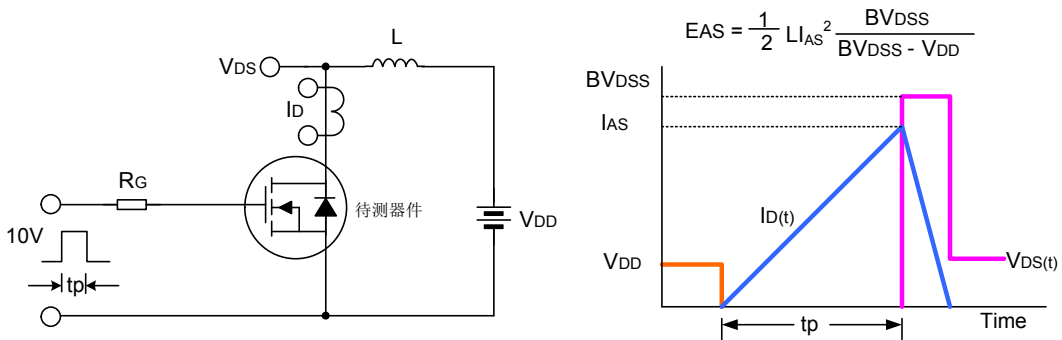 VDS
L
ID
RG
待测器件
VDD
10V
tp
EAS = 1/2 LIAS² BVDSS / BVDSS - VDD
BVDSS
IAS
ID(t)
VDD
VDS(t)
tp
Time